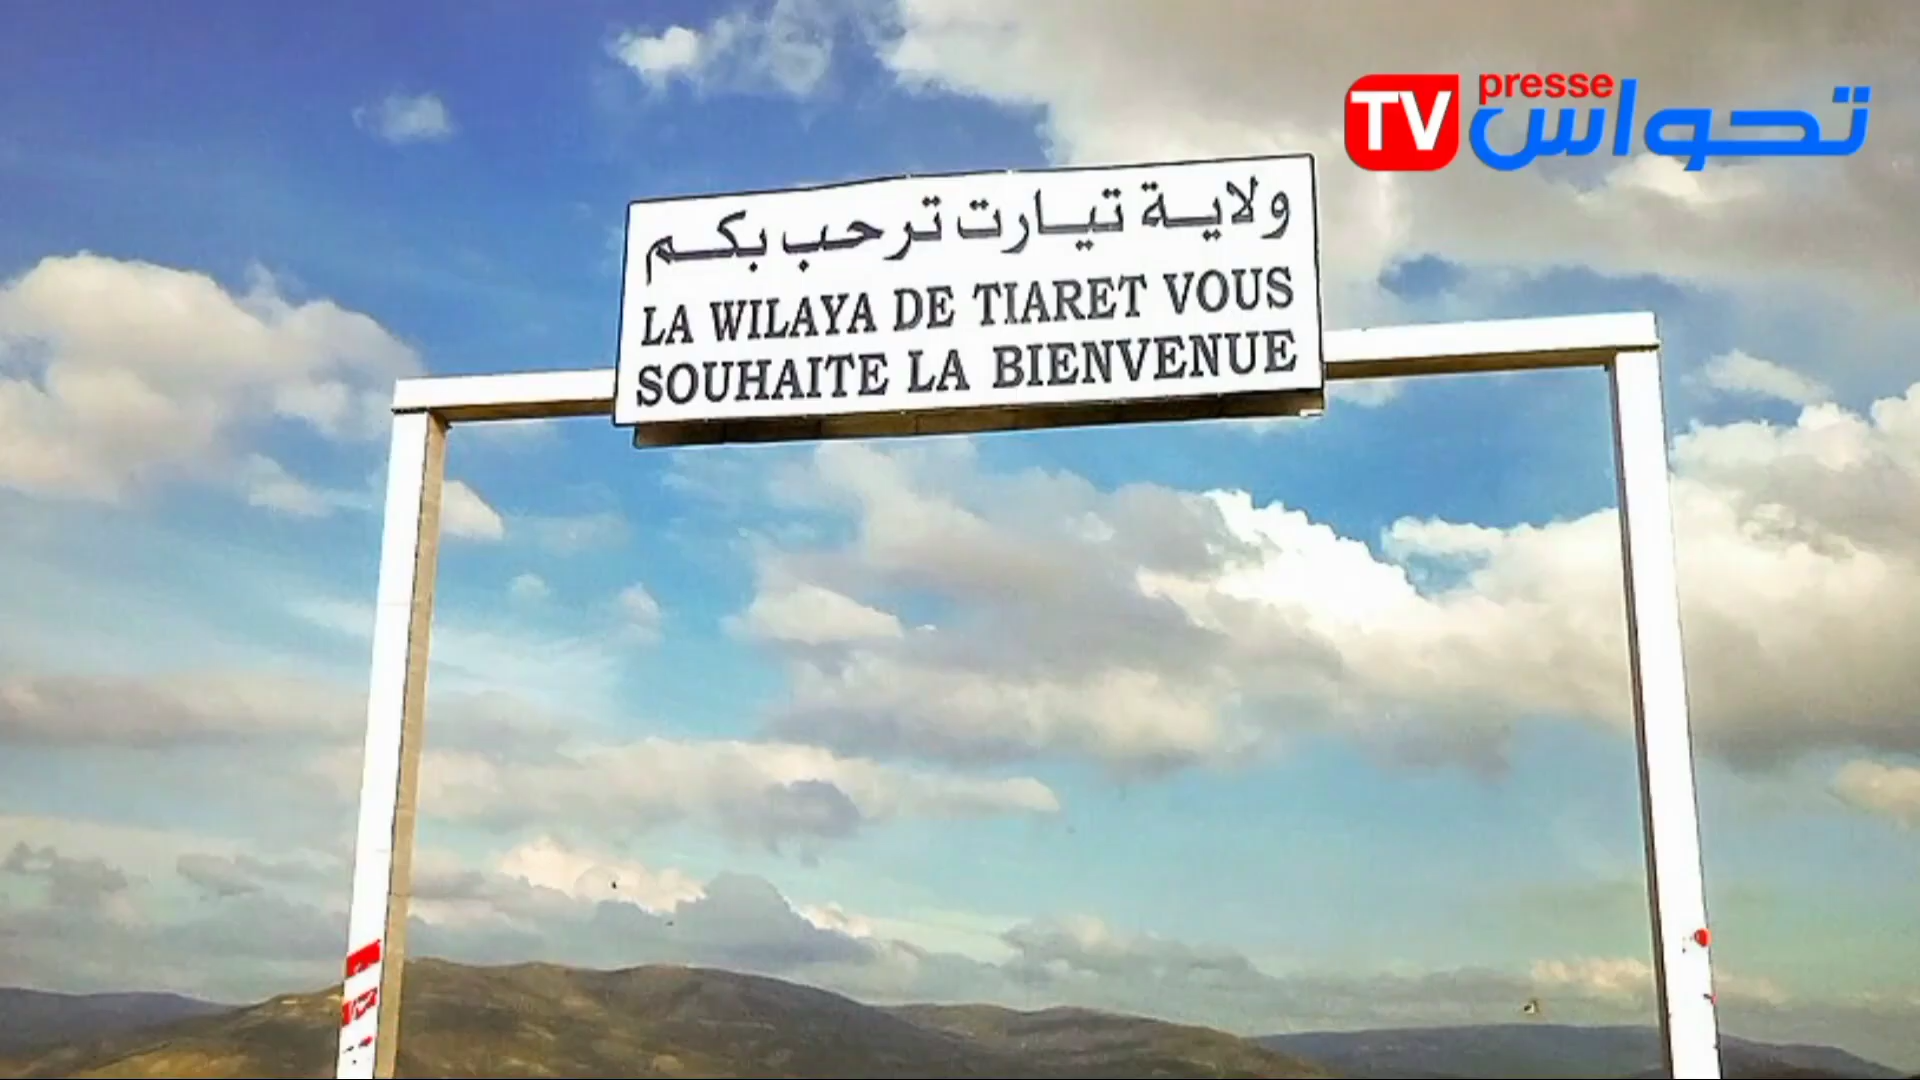 TV presse تحواس
ولاية تيارت ترحب بكم
LA WILAYA DE TIARET VOUS
SOUHAITE LA BIENVENUE